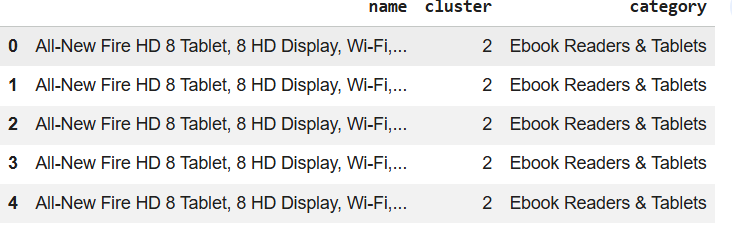 name cluster category
0 All-New Fire HD 8 Tablet, 8 HD Display, Wi-Fi,... 2 Ebook Readers & Tablets
1 All-New Fire HD 8 Tablet, 8 HD Display, Wi-Fi,... 2 Ebook Readers & Tablets
2 All-New Fire HD 8 Tablet, 8 HD Display, Wi-Fi,... 2 Ebook Readers & Tablets
3 All-New Fire HD 8 Tablet, 8 HD Display, Wi-Fi,... 2 Ebook Readers & Tablets
4 All-New Fire HD 8 Tablet, 8 HD Display, Wi-Fi,... 2 Ebook Readers & Tablets